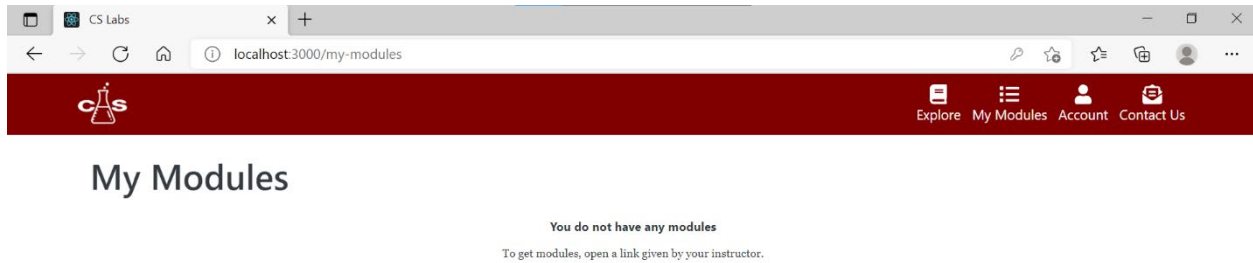 CS Labs
localhost:3000/my-modules
cs
Explore My Modules Account Contact Us
My Modules
You do not have any modules
To get modules, open a link given by your instructor.